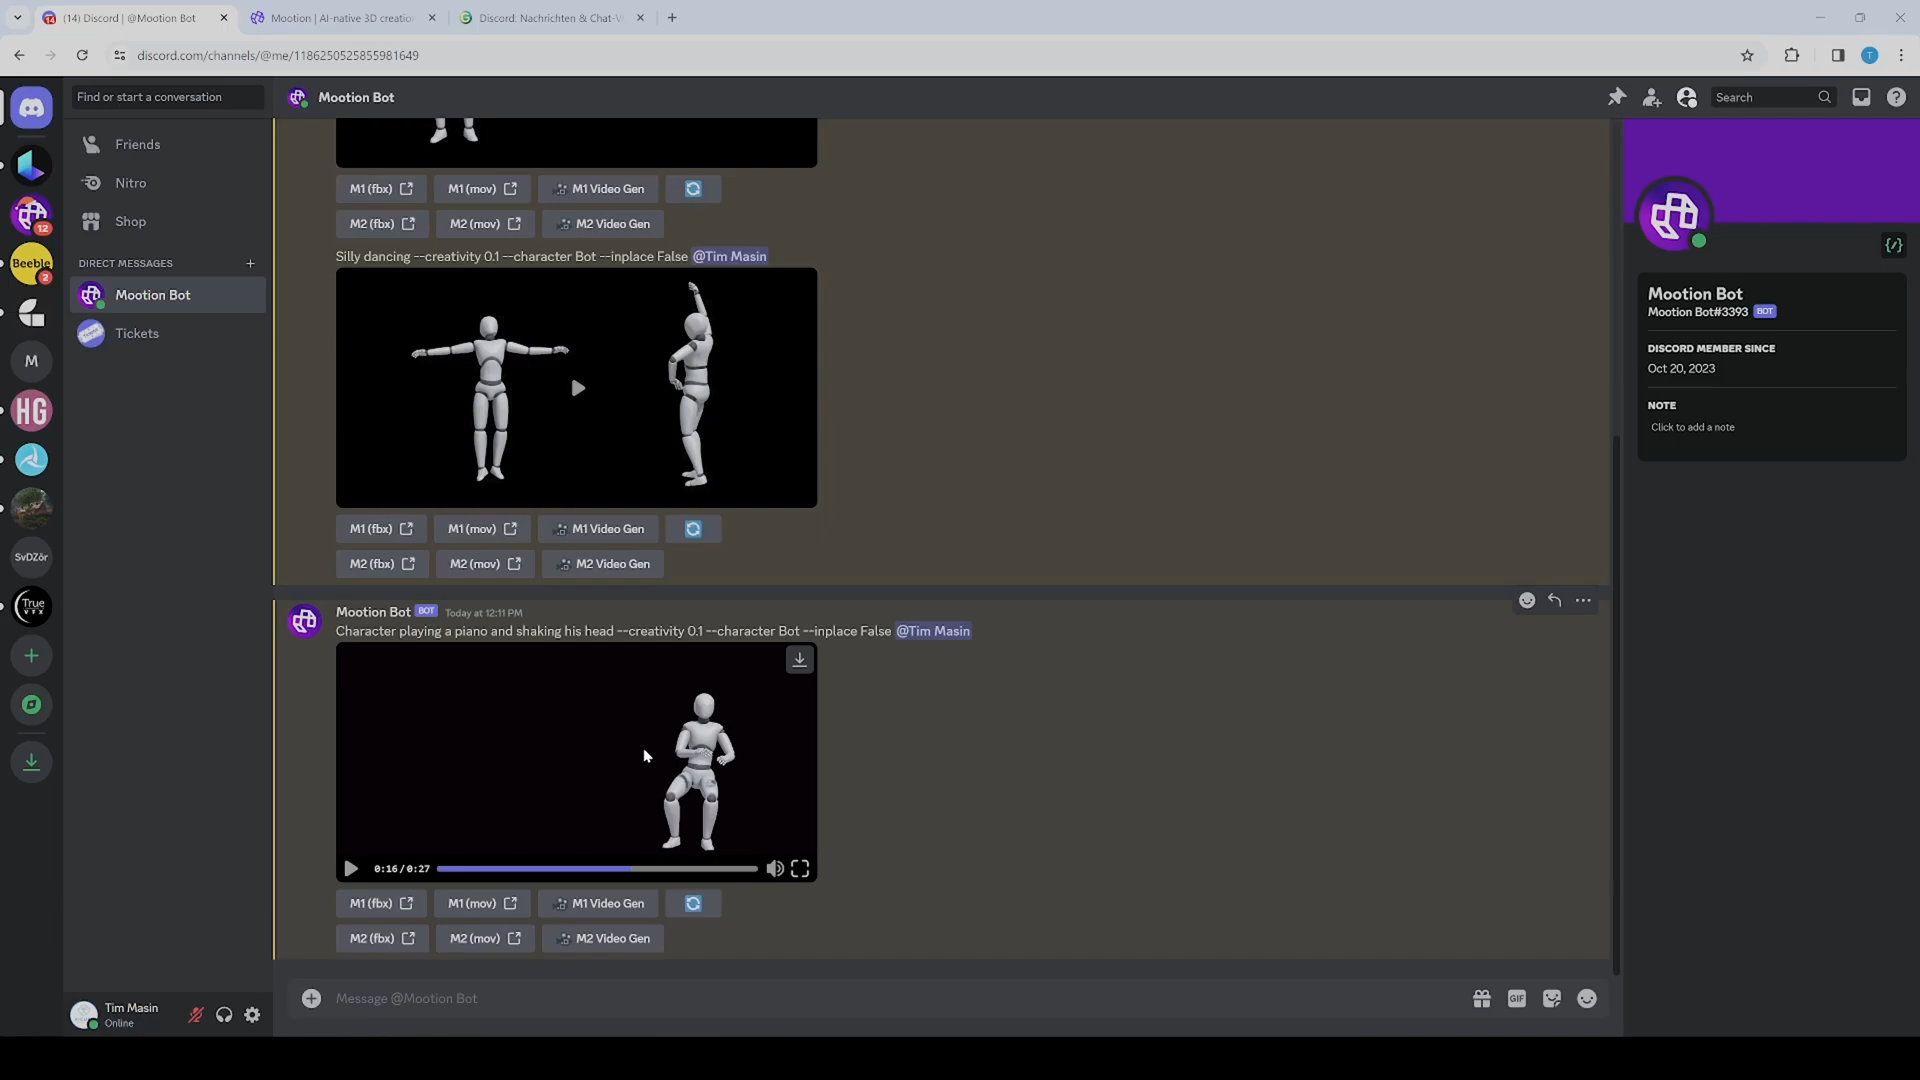 (14) Discord | @Mootion Bot
Mootion | AI-native 3D creation
Discord: Nachrichten & Chat-V
discord.com/channels/@me/1186250525855981649
T
Find or start a conversation
Mootion Bot
Search
Friends
Nitro
Shop
DIRECT MESSAGES
Mootion Bot
Tickets
12
Beeble
2
M
HG
SvDZör
True
VFX
M1 (fbx)
M1 (mov)
M1 Video Gen
M2 (fbx)
M2 (mov)
M2 Video Gen
Silly dancing --creativity 0.1 --character Bot --inplace False @Tim Masin
M1 (fbx)
M1 (mov)
M1 Video Gen
M2 (fbx)
M2 (mov)
M2 Video Gen
Mootion Bot BOT Today at 12:11 PM
Character playing a piano and shaking his head --creativity 0.1 --character Bot --inplace False @Tim Masin
0:16/0:27
M1 (fbx)
M1 (mov)
M1 Video Gen
M2 (fbx)
M2 (mov)
M2 Video Gen
Message @Mootion Bot
GIF
Tim Masin
Online
Mootion Bot
Mootion Bot#3393 BOT
DISCORD MEMBER SINCE
Oct 20, 2023
NOTE
Click to add a note